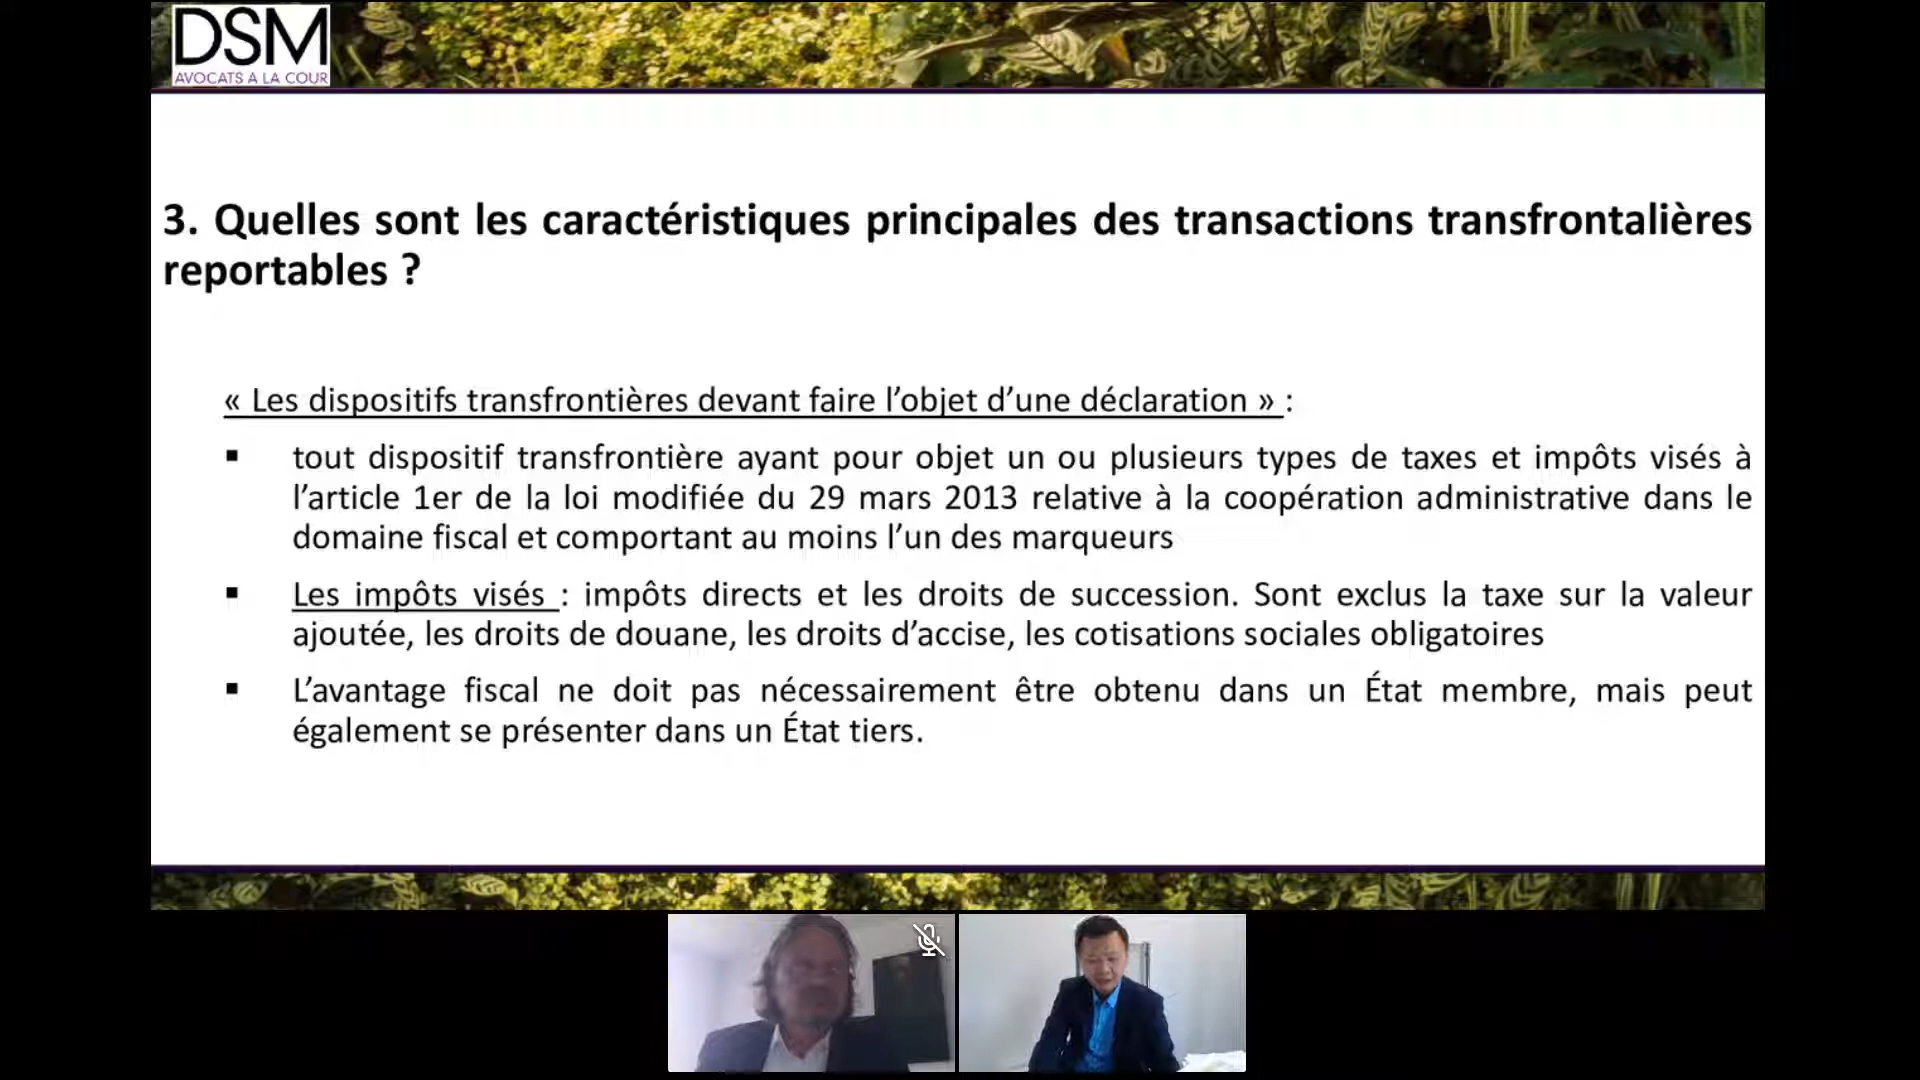 DSM
AVOCATS A LA COUR
3. Quelles sont les caractéristiques principales des transactions transfrontalières
reportables ?
« Les dispositifs transfrontières devant faire l’objet d’une déclaration » :
▪ tout dispositif transfrontière ayant pour objet un ou plusieurs types de taxes et impôts visés à
l’article 1er de la loi modifiée du 29 mars 2013 relative à la coopération administrative dans le
domaine fiscal et comportant au moins l’un des marqueurs
▪ Les impôts visés : impôts directs et les droits de succession. Sont exclus la taxe sur la valeur
ajoutée, les droits de douane, les droits d’accise, les cotisations sociales obligatoires
▪ L’avantage fiscal ne doit pas nécessairement être obtenu dans un État membre, mais peut
également se présenter dans un État tiers.